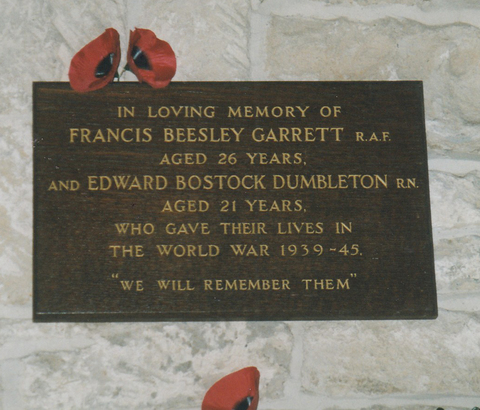 IN LOVING MEMORY OF
FRANCIS BEESLEY GARRETT R.A.F.
AGED 26 YEARS,
AND EDWARD BOSTOCK DUMBLETON RN.
AGED 21 YEARS,
WHO GAVE THEIR LIVES IN
THE WORLD WAR 1939-45.
"WE WILL REMEMBER THEM"